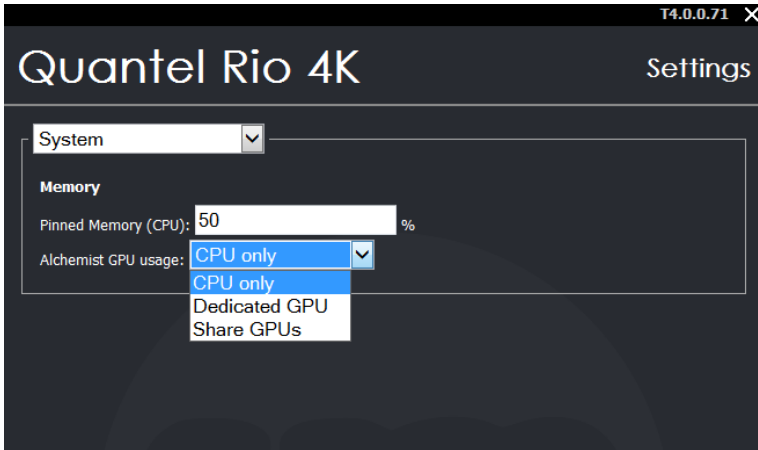 T4.0.0.71
Quantel Rio 4K Settings
System
Memory
Pinned Memory (CPU): 50 %
Alchemist GPU usage: CPU only
CPU only
Dedicated GPU
Share GPUs